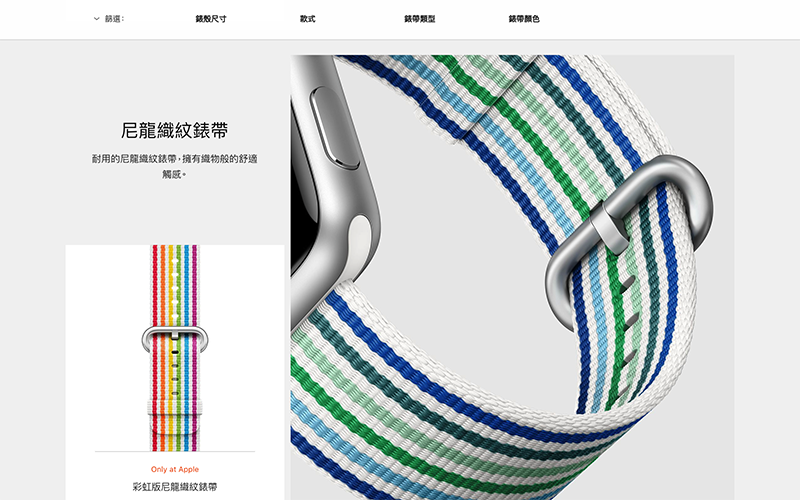 篩選：
錶殼尺寸
款式
錶帶類型
錶帶顏色
尼龍織紋錶帶
耐用的尼龍織紋錶帶，擁有織物般的舒適
觸感。
Only at Apple
彩虹版尼龍織紋錶帶